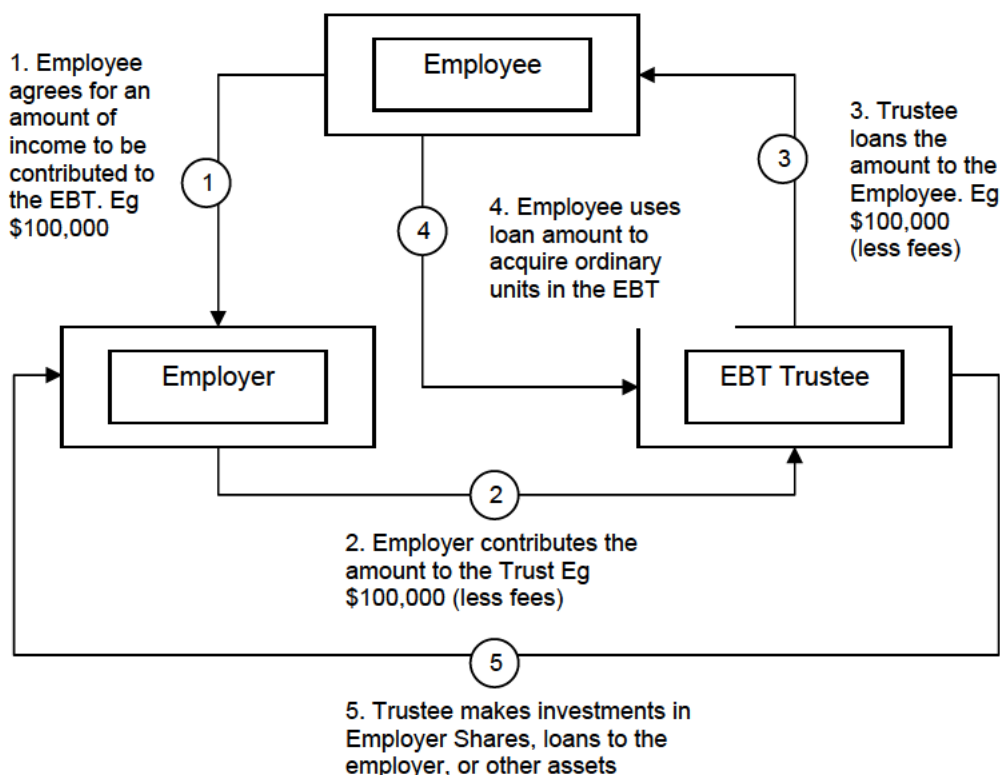 Employee
1. Employee
agrees for an
amount of
income to be
contributed to
the EBT. Eg
$100,000
1
3
3. Trustee
loans the
amount to the
Employee. Eg
$100,000
(less fees)
4
4. Employee uses
loan amount to
acquire ordinary
units in the EBT
Employer
EBT Trustee
2
2. Employer contributes the
amount to the Trust Eg
$100,000 (less fees)
5
5. Trustee makes investments in
Employer Shares, loans to the
employer, or other assets